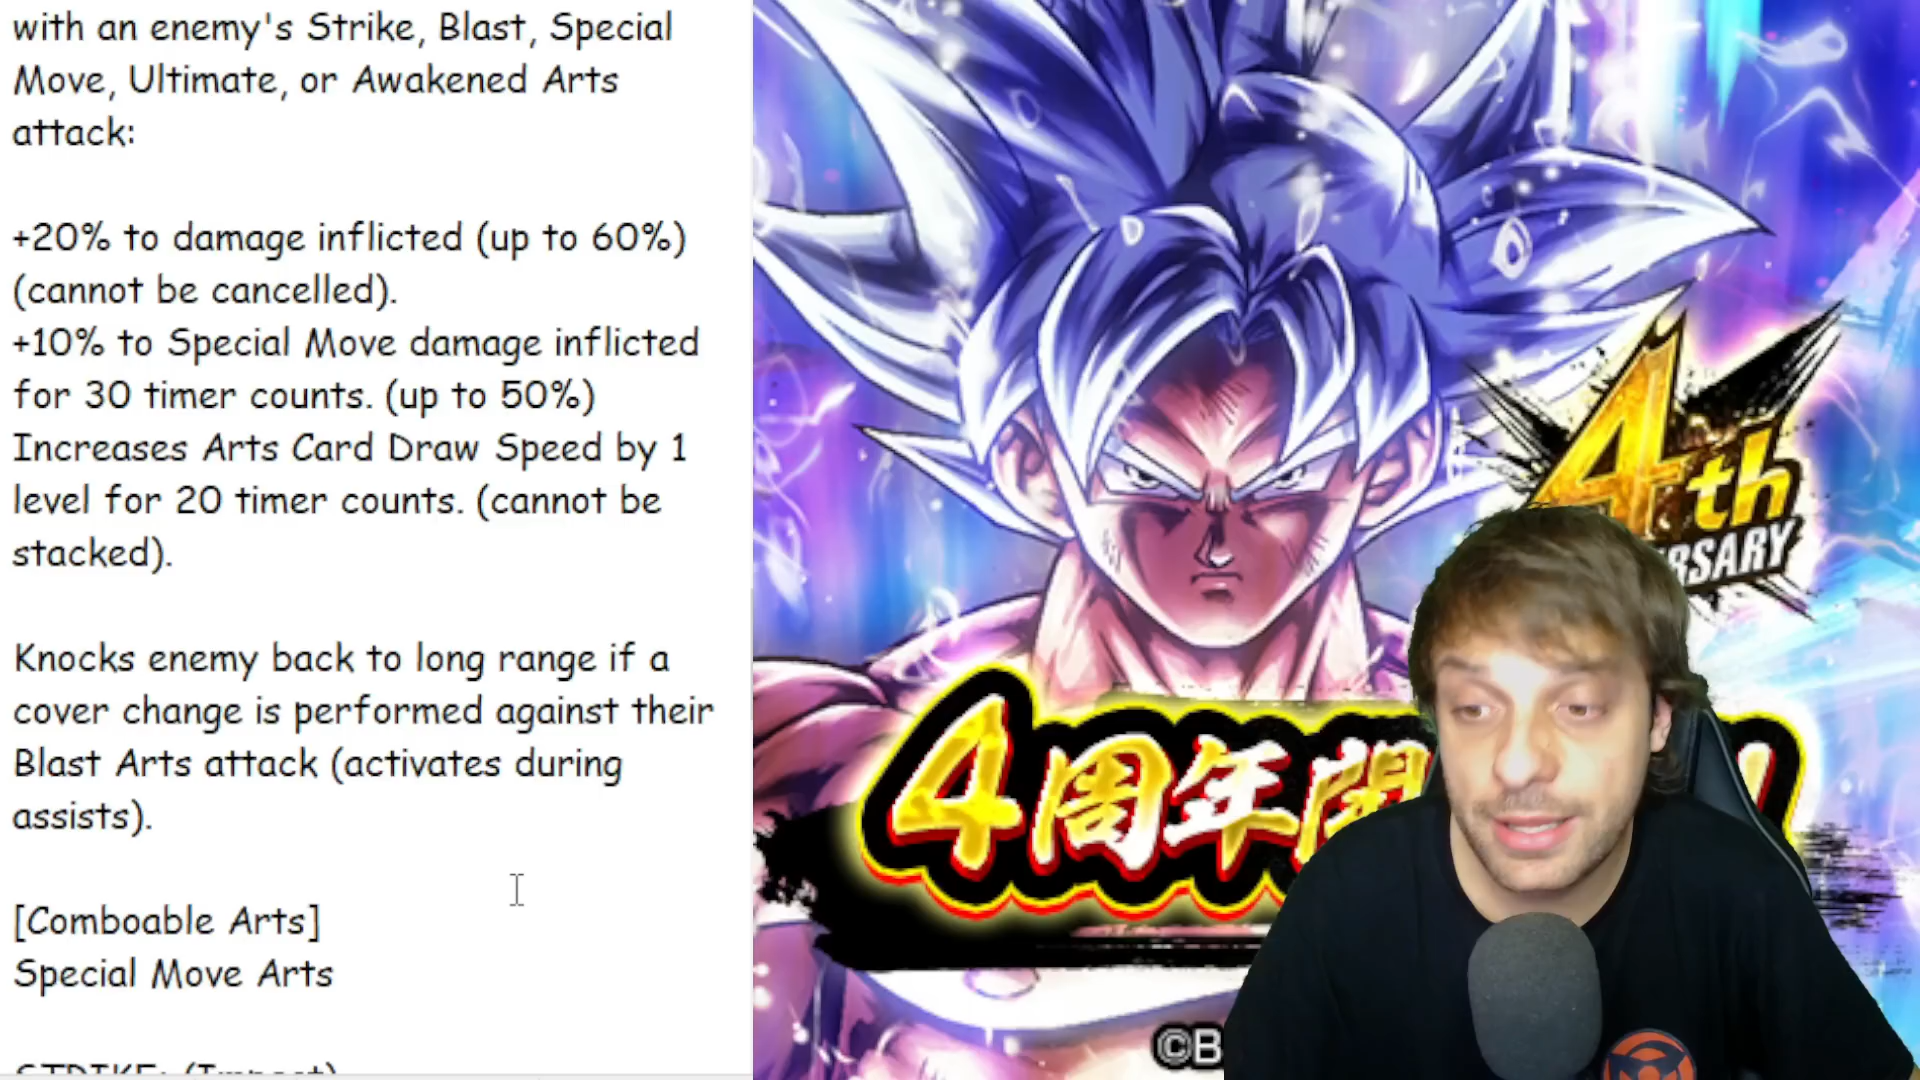 with an enemy's Strike, Blast, Special
Move, Ultimate, or Awakened Arts
attack:
+20% to damage inflicted (up to 60%)
(cannot be cancelled).
+10% to Special Move damage inflicted
for 30 timer counts. (up to 50%)
Increases Arts Card Draw Speed by 1
level for 20 timer counts. (cannot be
stacked).
Knocks enemy back to long range if a
cover change is performed against their
Blast Arts attack (activates during
assists).
[Comboable Arts]
Special Move Arts
STRIKE: (Impact)
4th
RSARY
4周年開
©B